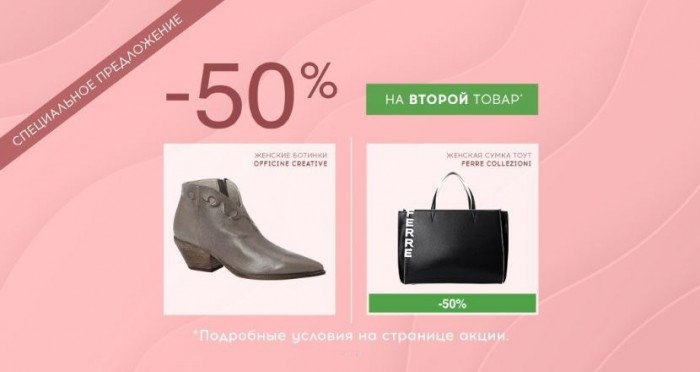 СПЕЦИАЛЬНОЕ ПРЕДЛОЖЕНИЕ
-50%
НА ВТОРОЙ ТОВАР*
ЖЕНСКИЕ БОТИНКИ
OFFICINE CREATIVE
ЖЕНСКАЯ СУМКА ТОУТ
FERRE COLLEZIONI
FERRE
-50%
*Подробные условия на странице акции.